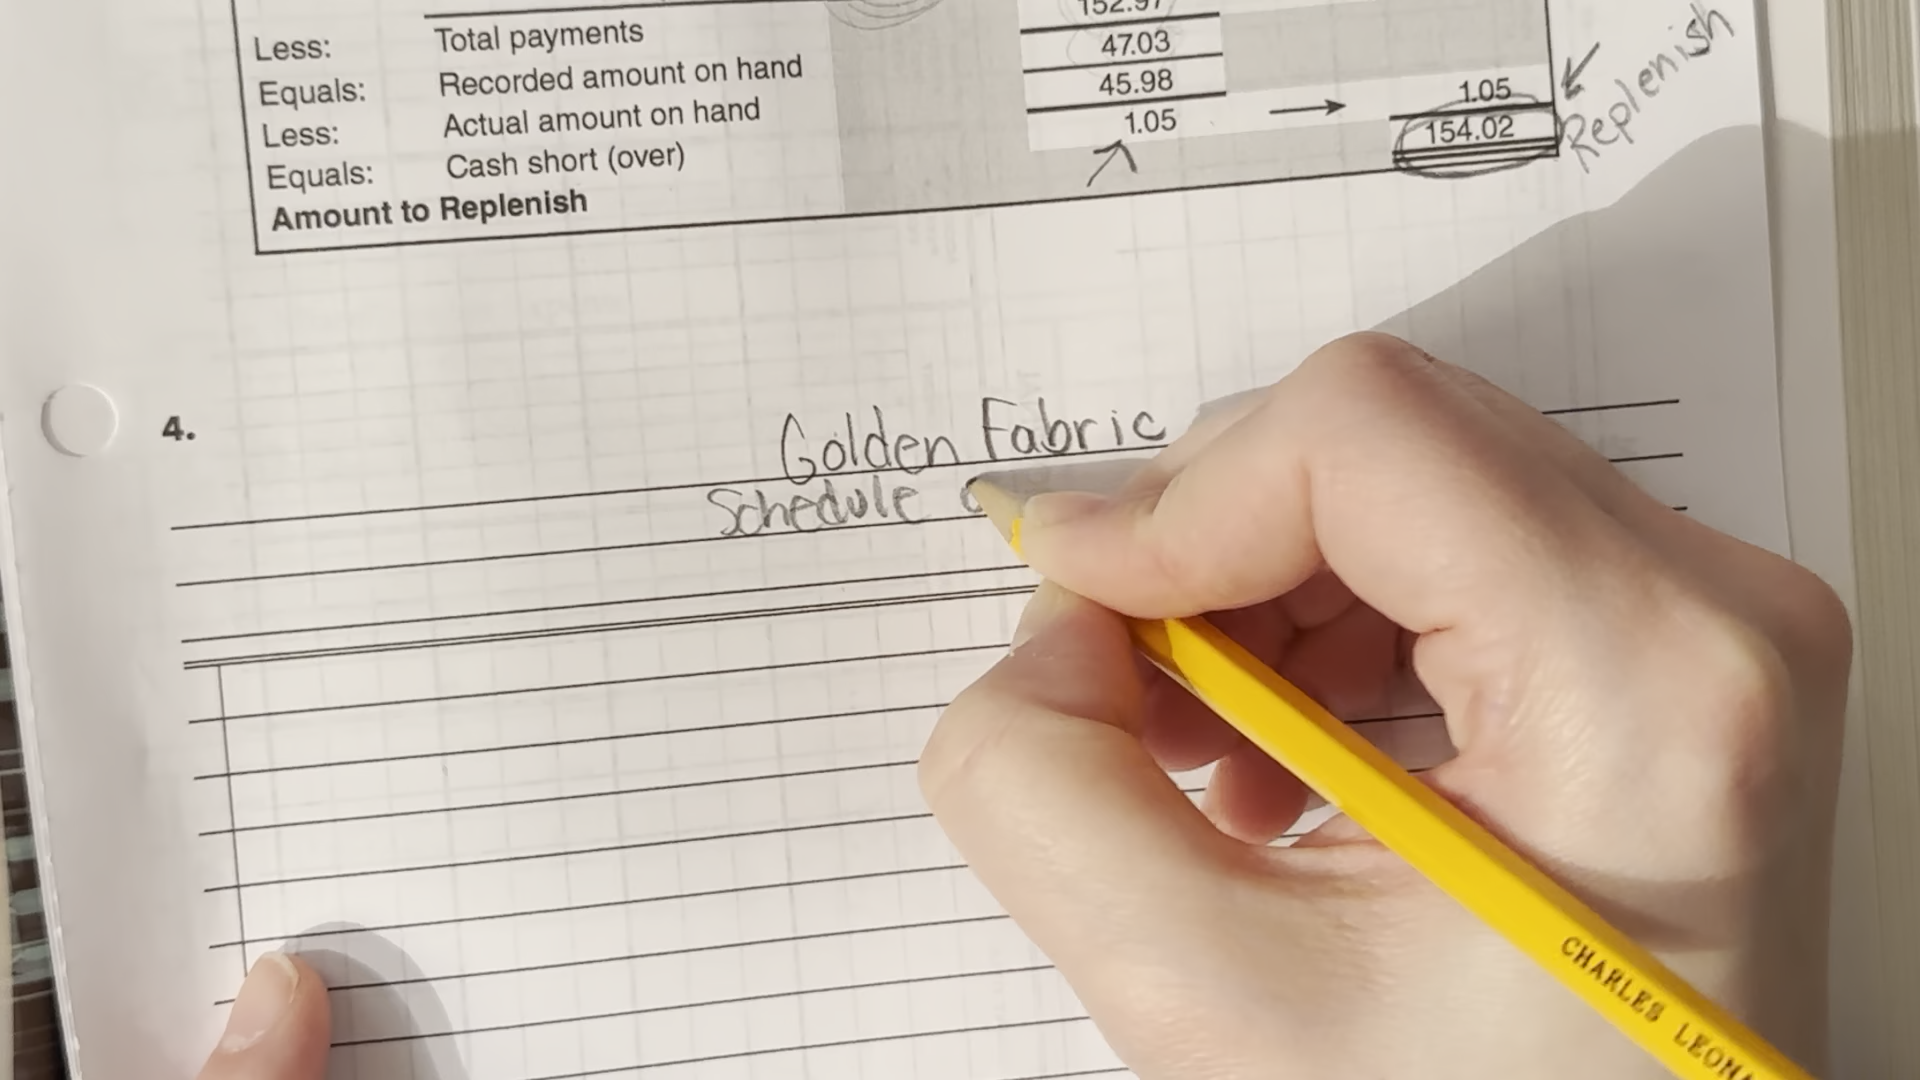 152.97
Less: Total payments 47.03
Equals: Recorded amount on hand 45.98 1.05
Less: Actual amount on hand 1.05 154.02
Equals: Cash short (over)
Amount to Replenish
Replenish
4.
Golden Fabric
Schedule
CHARLES